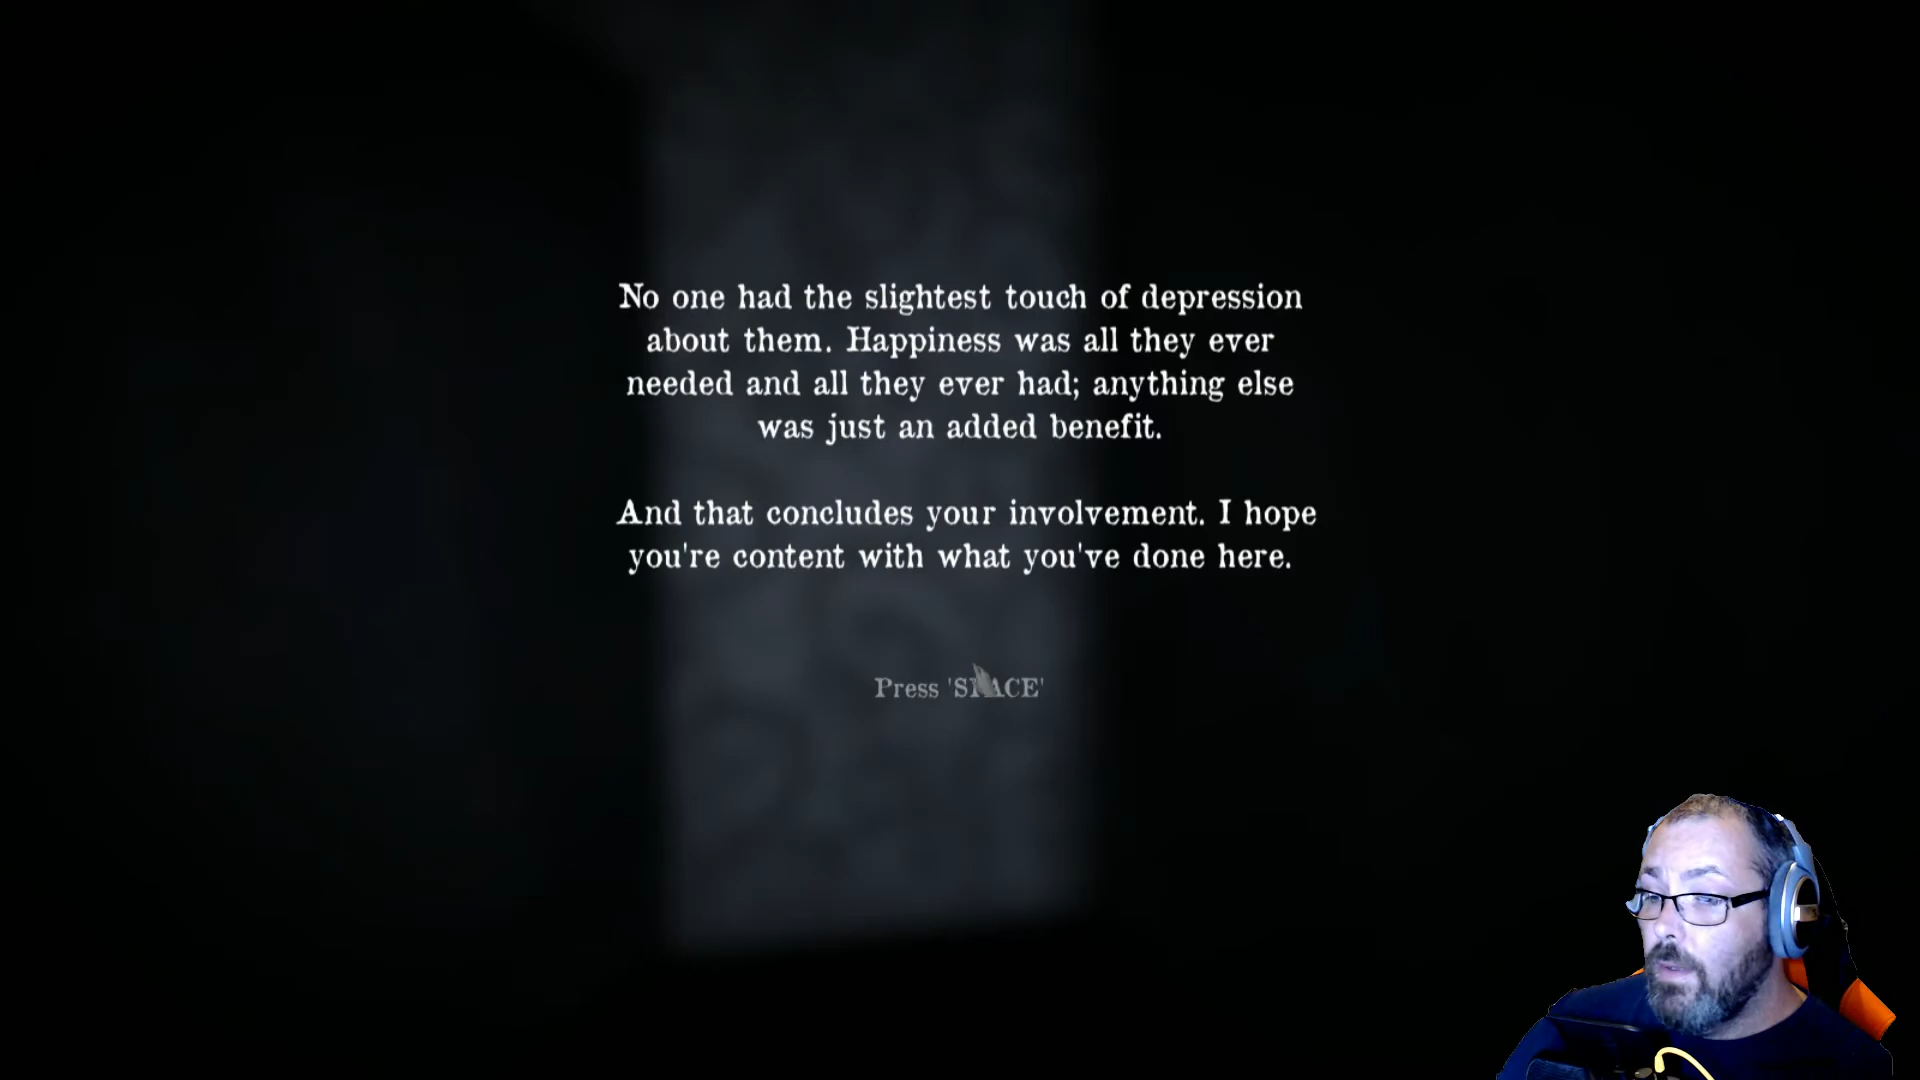 No one had the slightest touch of depression
about them. Happiness was all they ever
needed and all they ever had; anything else
was just an added benefit.
And that concludes your involvement. I hope
you're content with what you've done here.
Press 'SPACE'